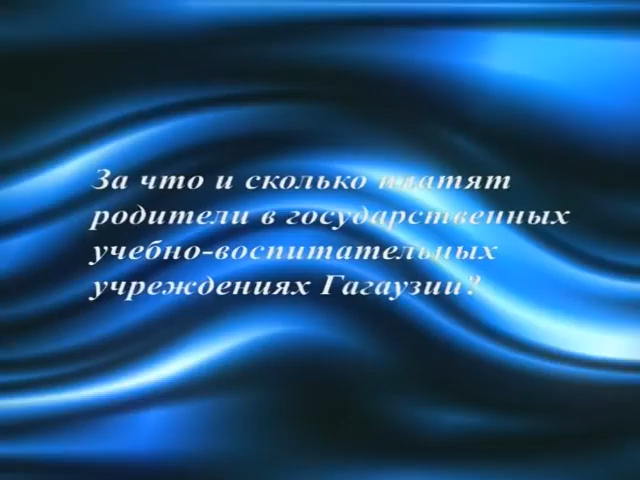 За что и сколько платят
родители в государственных
учебно-воспитательных
учреждениях Гагаузии?